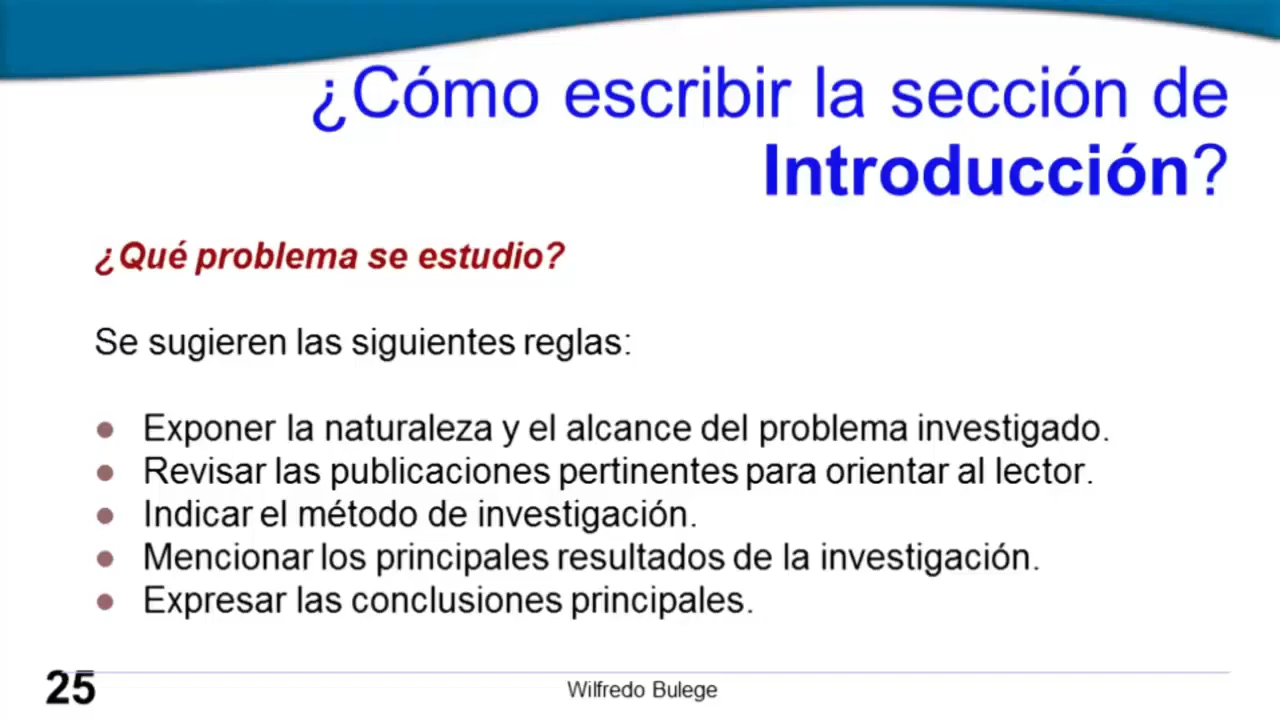 ¿Cómo escribir la sección de
Introducción?
¿Qué problema se estudio?
Se sugieren las siguientes reglas:
● Exponer la naturaleza y el alcance del problema investigado.
● Revisar las publicaciones pertinentes para orientar al lector.
● Indicar el método de investigación.
● Mencionar los principales resultados de la investigación.
● Expresar las conclusiones principales.
25
Wilfredo Bulege